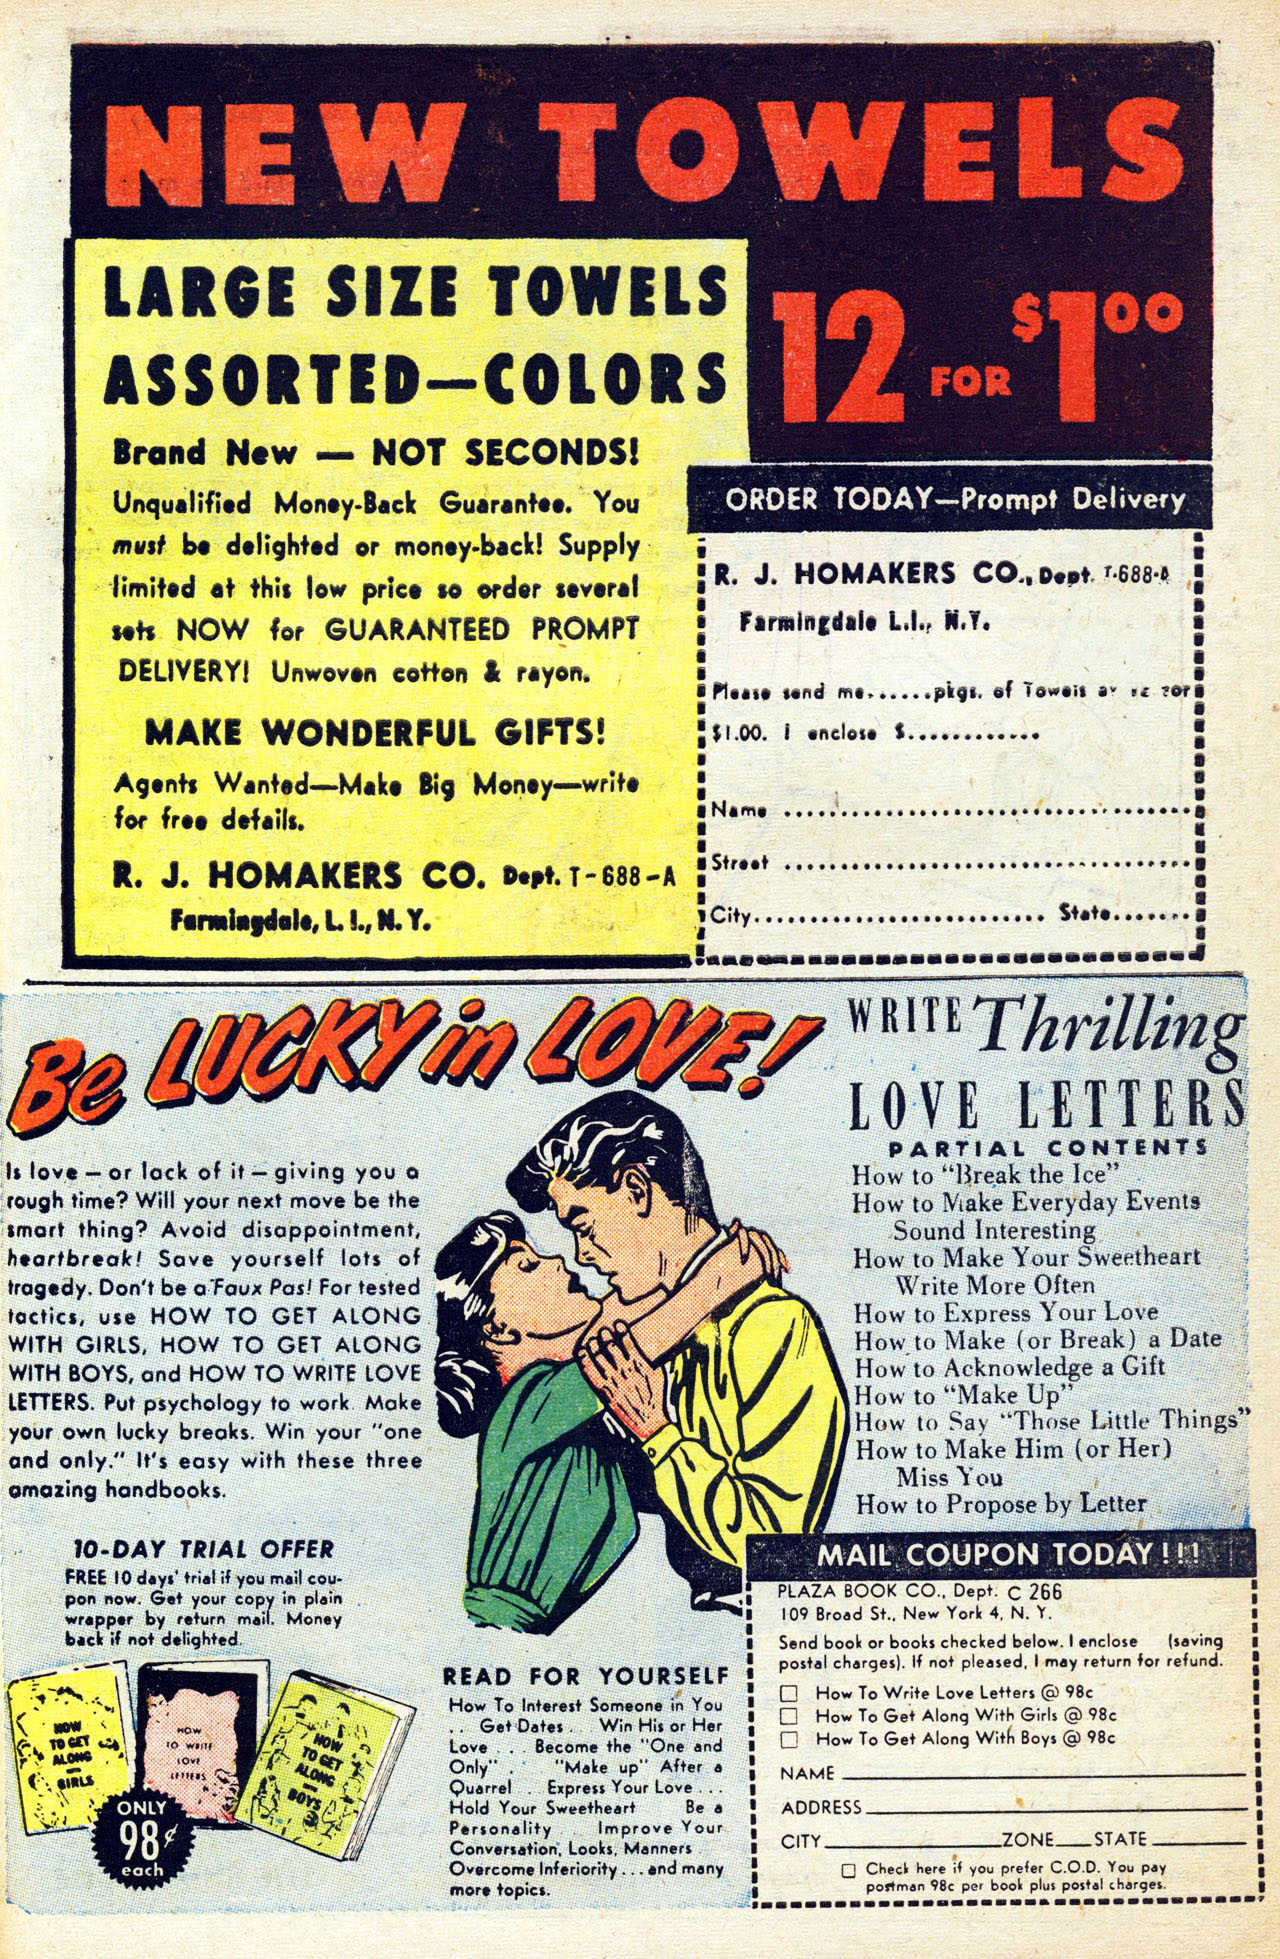 NEW TOWELS
12 FOR $1.00
LARGE SIZE TOWELS
ASSORTED—COLORS
Brand New — NOT SECONDS!
Unqualified Money-Back Guarantee. You
must be delighted or money-back! Supply
limited at this low price so order several
sets NOW for GUARANTEED PROMPT
DELIVERY! Unwoven cotton & rayon.
MAKE WONDERFUL GIFTS!
Agents Wanted—Make Big Money—write
for free details.
R. J. HOMAKERS CO. Dept. T-688-A
Farmingdale, L. I., N. Y.
ORDER TODAY—Prompt Delivery
R. J. HOMAKERS CO., Dept. T-688-A
Farmingdale L.I., N.Y.
Please send me.......pkgs. of Towels at 12 for
$1.00. I enclose $............
Name
Street
City State
Be LUCKY in LOVE!
Is love — or lack of it — giving you a
rough time? Will your next move be the
smart thing? Avoid disappointment,
heartbreak! Save yourself lots of
tragedy. Don't be a Faux Pas! For tested
tactics, use HOW TO GET ALONG
WITH GIRLS, HOW TO GET ALONG
WITH BOYS, and HOW TO WRITE LOVE
LETTERS. Put psychology to work. Make
your own lucky breaks. Win your "one
and only." It's easy with these three
amazing handbooks.
10-DAY TRIAL OFFER
FREE 10 days' trial if you mail cou-
pon now. Get your copy in plain
wrapper by return mail. Money
back if not delighted.
HOW
TO GET
ALONG
GIRLS
HOW
TO WRITE
LOVE
LETTERS
HOW
TO GET
ALONG
BOYS
ONLY
98¢
each
READ FOR YOURSELF
How To Interest Someone in You
. . Get Dates . Win His or Her
Love . . . Become the "One and
Only" . "Make up" After a
Quarrel . Express Your Love . . .
Hold Your Sweetheart Be a
Personality . Improve Your
Conversation, Looks, Manners
Overcome Inferiority . . . and many
more topics.
WRITE Thrilling
LOVE LETTERS
PARTIAL CONTENTS
How to "Break the Ice"
How to Make Everyday Events
Sound Interesting
How to Make Your Sweetheart
Write More Often
How to Express Your Love
How to Make (or Break) a Date
How to Acknowledge a Gift
How to "Make Up"
How to Say "Those Little Things"
How to Make Him (or Her)
Miss You
How to Propose by Letter
MAIL COUPON TODAY!!!
PLAZA BOOK CO., Dept. C 266
109 Broad St., New York 4, N. Y.
Send book or books checked below. I enclose (saving
postal charges). If not pleased, I may return for refund.
How To Write Love Letters @ 98c
How To Get Along With Girls @ 98c
How To Get Along With Boys @ 98c
NAME
ADDRESS
CITY ZONE STATE
Check here if you prefer C.O.D. You pay
postman 98c per book plus postal charges.